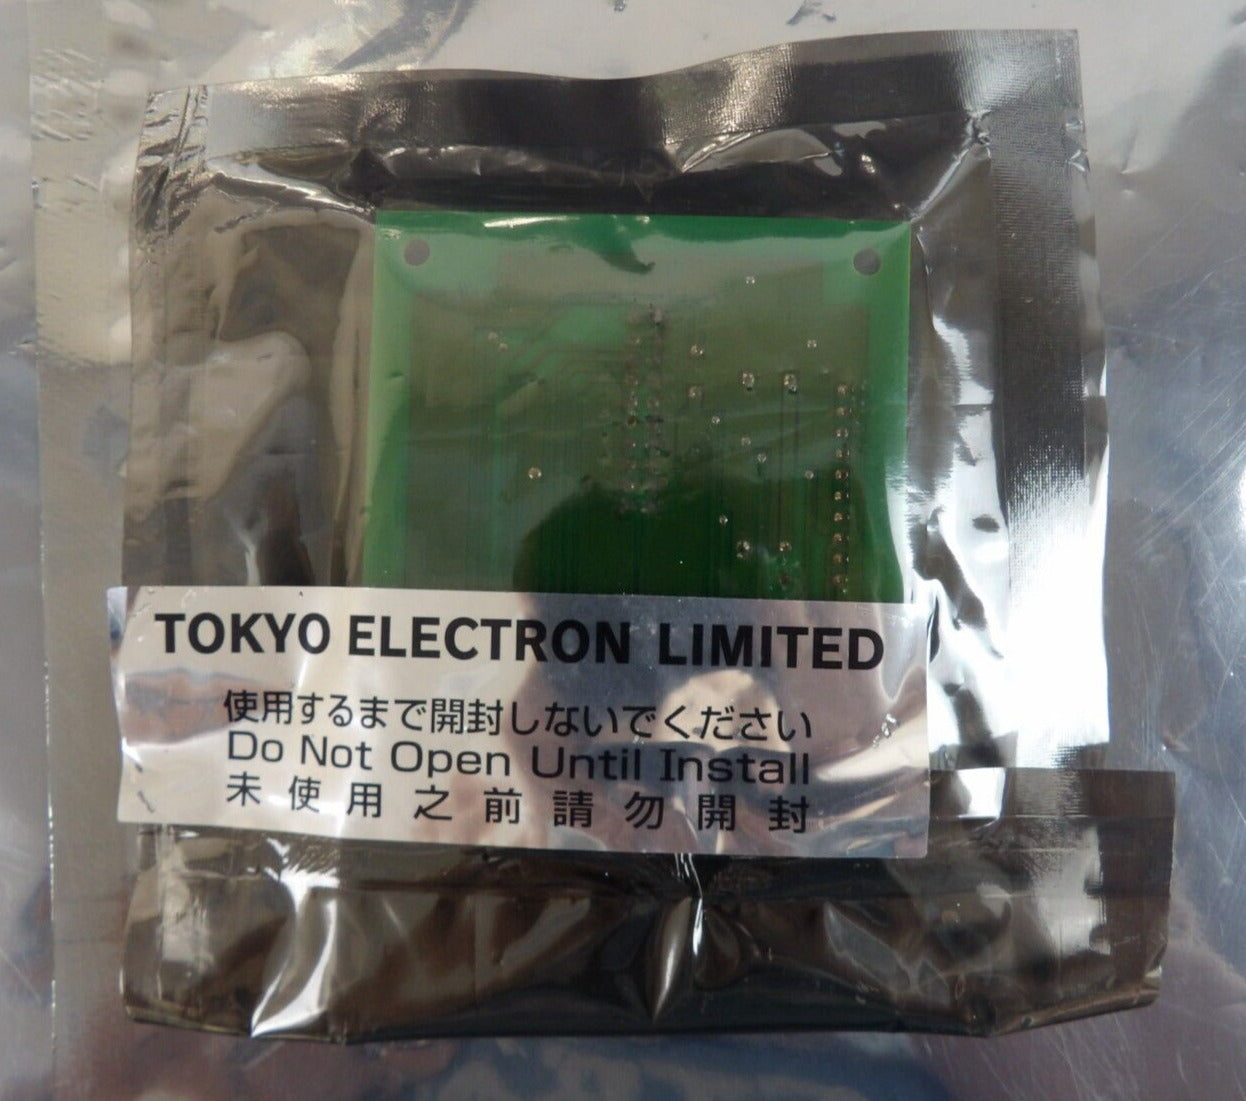 TOKYO ELECTRON LIMITED
使用するまで開封しないでください
Do Not Open Until Install
未使用之前請勿開封